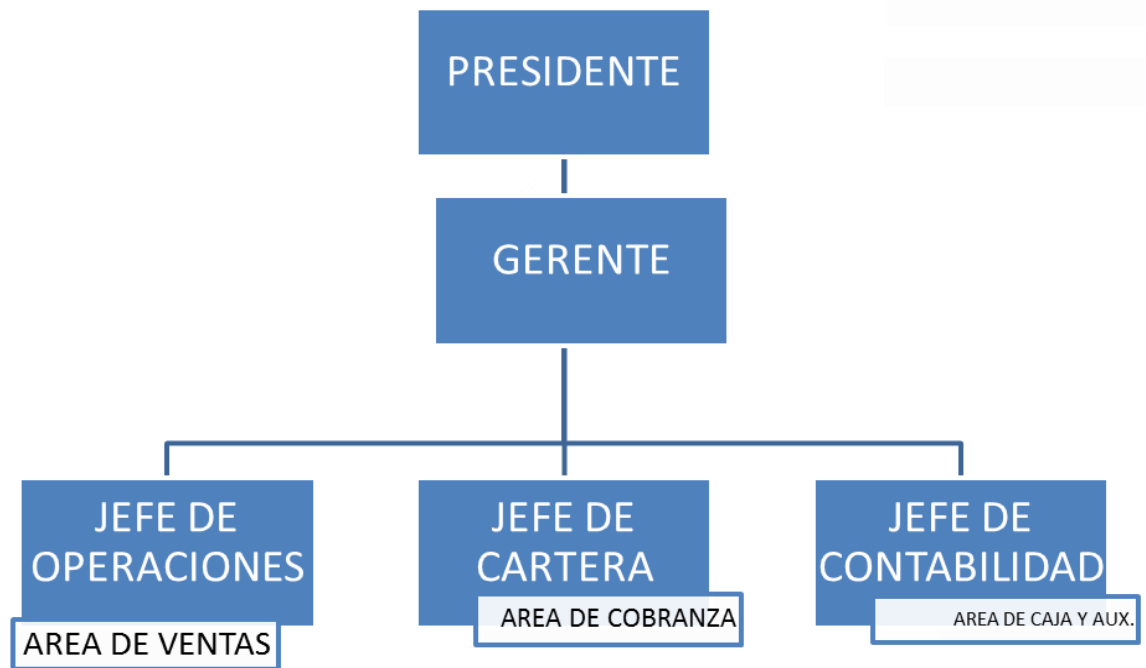 PRESIDENTE
GERENTE
JEFE DE
OPERACIONES
AREA DE VENTAS
JEFE DE
CARTERA
AREA DE COBRANZA
JEFE DE
CONTABILIDAD
AREA DE CAJA Y AUX.